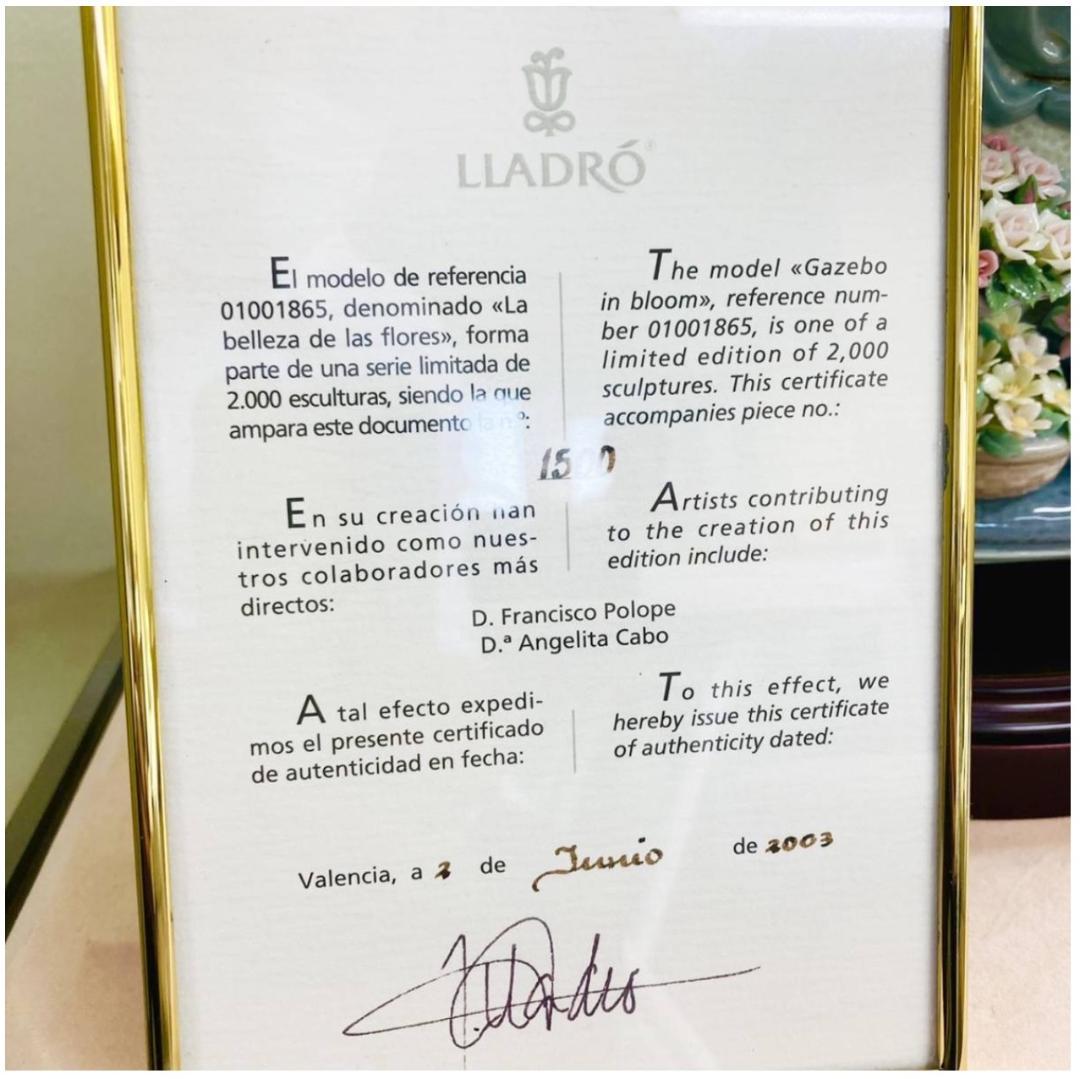 LLADRÓ
El modelo de referencia
01001865, denominado «La
belleza de las flores», forma
parte de una serie limitada de
2.000 esculturas, siendo la que
ampara este documento la n.º:
The model «Gazebo
in bloom», reference num-
ber 01001865, is one of a
limited edition of 2,000
sculptures. This certificate
accompanies piece no.:
En su creación han
intervenido como nues-
tros colaboradores más
directos:
Artists contributing
to the creation of this
edition include:
D. Francisco Polope
D.ª Angelita Cabo
A tal efecto expedi-
mos el presente certificado
de autenticidad en fecha:
To this effect, we
hereby issue this certificate
of authenticity dated:
Valencia, a 2 de Junio de 2003